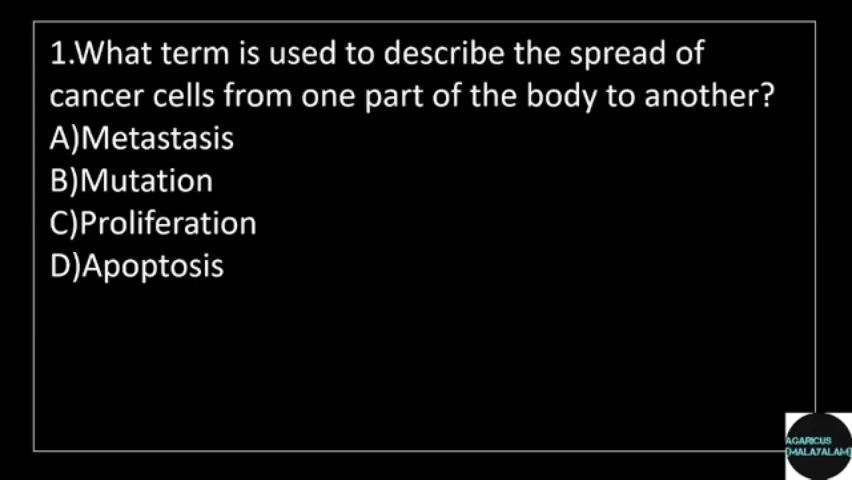 1.What term is used to describe the spread of
cancer cells from one part of the body to another?
A)Metastasis
B)Mutation
C)Proliferation
D)Apoptosis
AGARICUS
[MALAYALAM]